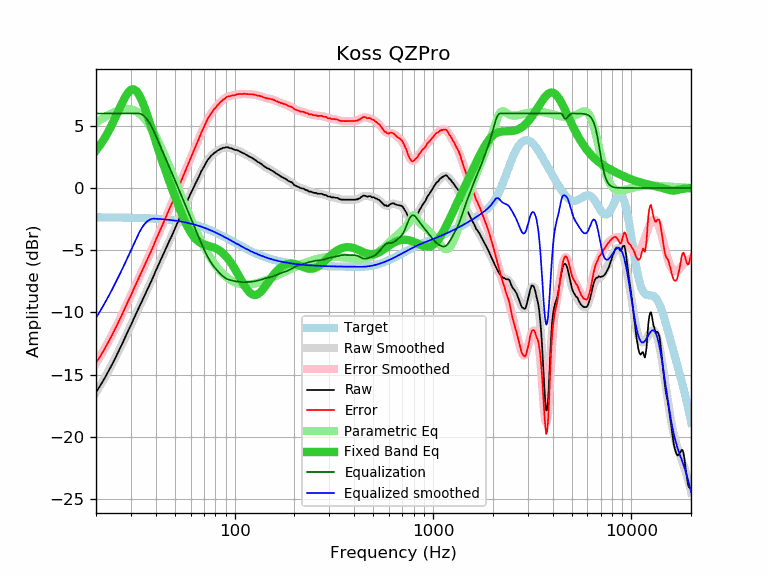 Koss QZPro
Amplitude (dBr)
5
0
−5
−10
−15
−20
−25
Target
Raw Smoothed
Error Smoothed
Raw
Error
Parametric Eq
Fixed Band Eq
Equalization
Equalized smoothed
100
1000
10000
Frequency (Hz)